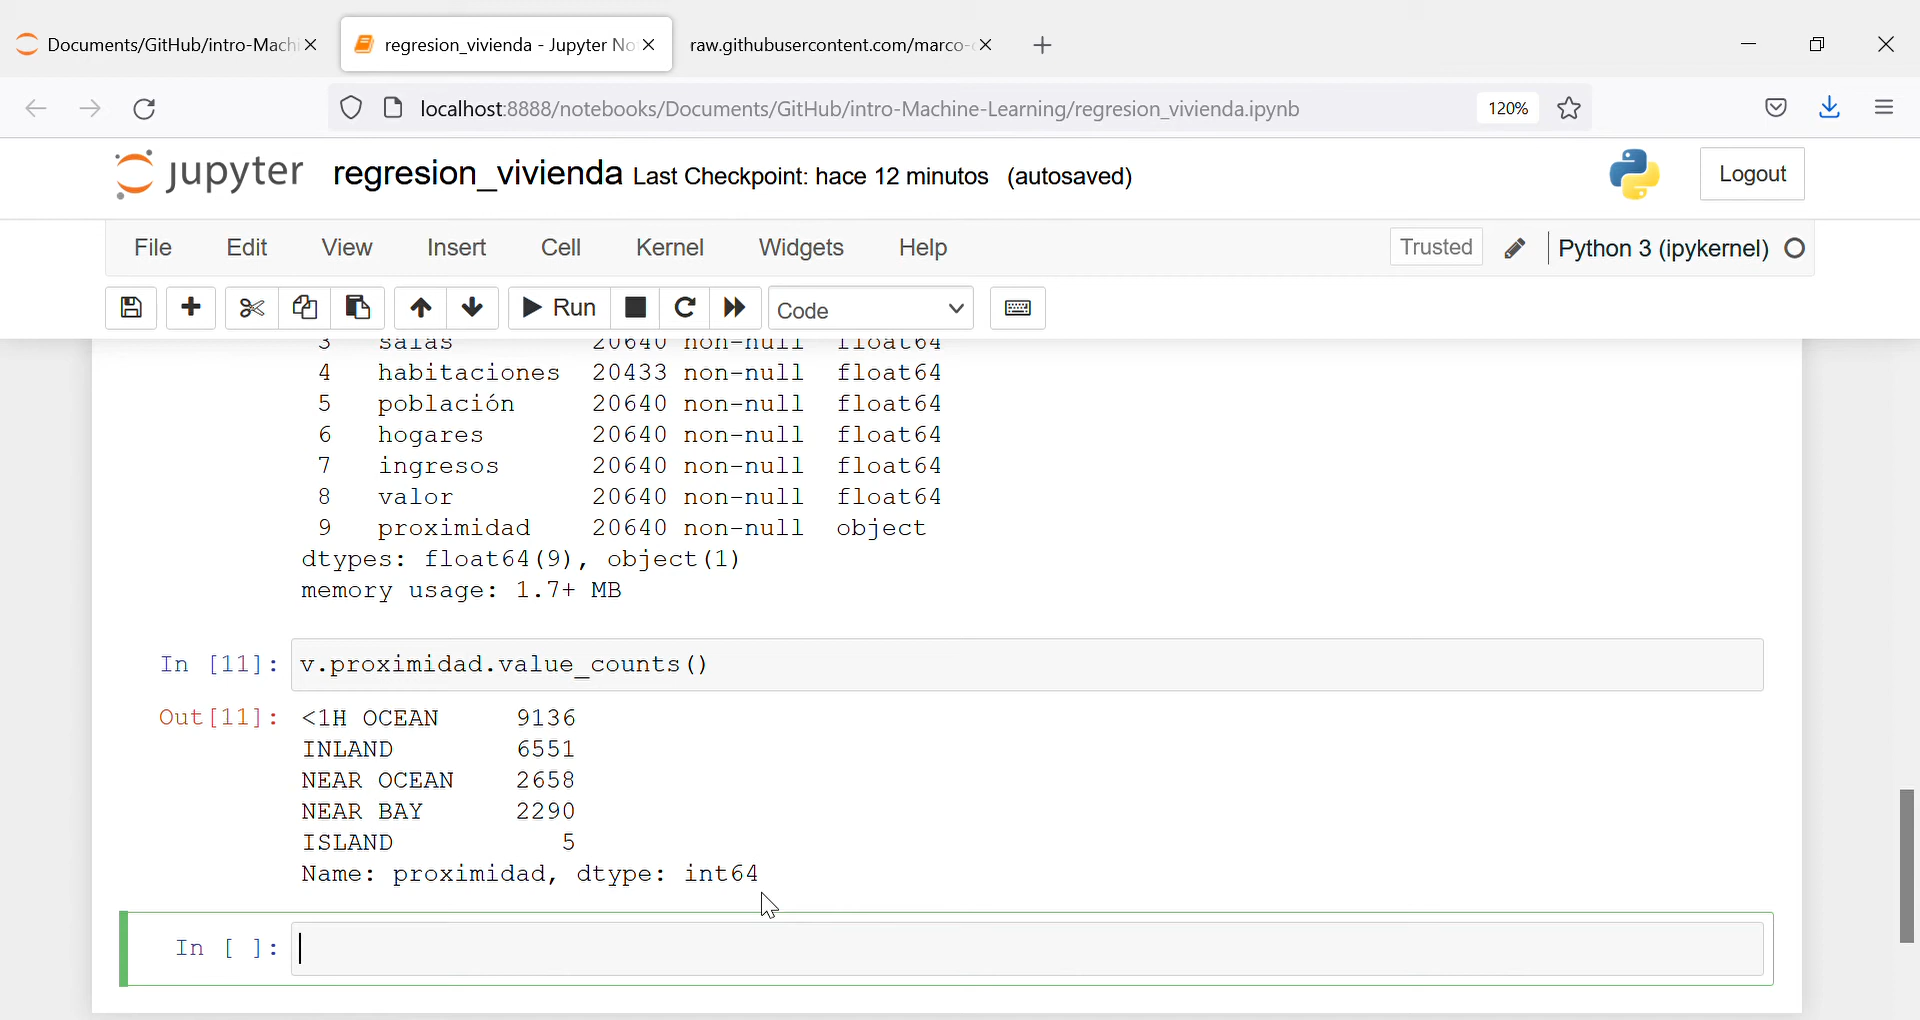 Documents/GitHub/intro-Machi
regresion_vivienda - Jupyter No
raw.githubusercontent.com/marco-
localhost:8888/notebooks/Documents/GitHub/intro-Machine-Learning/regresion_vivienda.ipynb
120%
jupyter regresion_vivienda Last Checkpoint: hace 12 minutos (autosaved)
Logout
File Edit View Insert Cell Kernel Widgets Help
Trusted Python 3 (ipykernel)
Run Code
3 salas 20640 non-null float64
4 habitaciones 20433 non-null float64
5 población 20640 non-null float64
6 hogares 20640 non-null float64
7 ingresos 20640 non-null float64
8 valor 20640 non-null float64
9 proximidad 20640 non-null object
dtypes: float64(9), object(1)
memory usage: 1.7+ MB
In [11]: v.proximidad.value_counts()
Out[11]: <1H OCEAN 9136
INLAND 6551
NEAR OCEAN 2658
NEAR BAY 2290
ISLAND 5
Name: proximidad, dtype: int64
In [ ]: